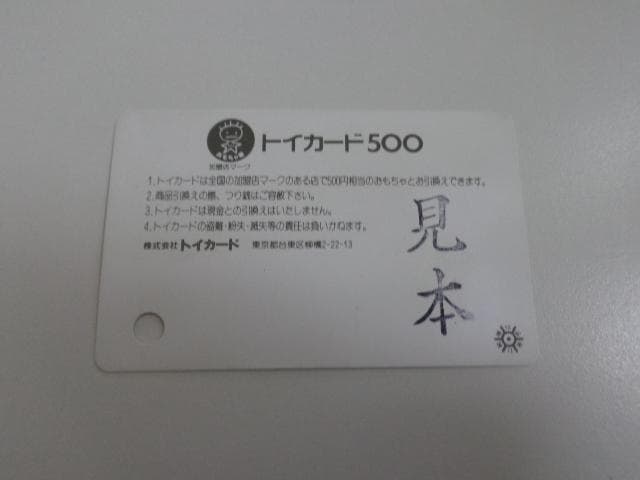 トイカード500
加盟店マーク
1.トイカードは全国の加盟店マークのある店で500円相当のおもちゃとお引換えできます。
2.商品引換えの際、つり銭はご容赦下さい。
3.トイカードは現金との引換えはいたしません。
4.トイカードの盗難・紛失・滅失等の責任は負いかねます。
株式会社トイカード 東京都台東区柳橋2-22-13
見本